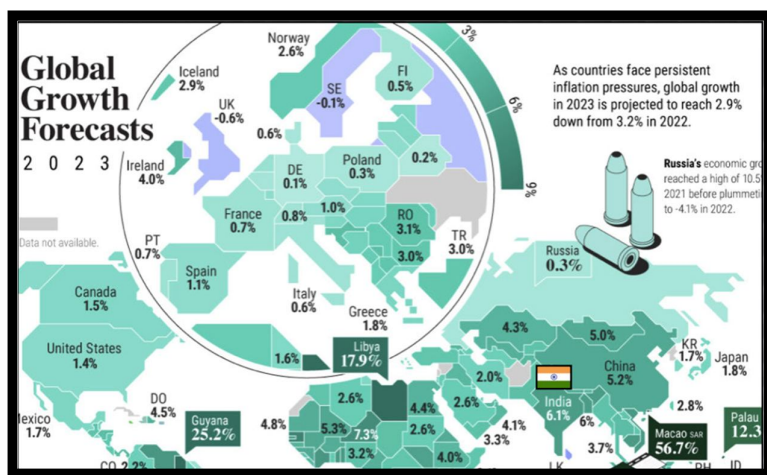 Global
Growth
Forecasts
2 0 2 3
Data not available.
Norway
2.6%
Iceland
2.9%
UK
-0.6%
Ireland
4.0%
SE
-0.1%
FI
0.5%
0.6%
DE
0.1%
Poland
0.3%
0.2%
France
0.7%
0.8%
1.0%
RO
3.1%
3.0%
TR
3.0%
PT
0.7%
Spain
1.1%
Italy
0.6%
Greece
1.8%
3%
6%
9%
As countries face persistent
inflation pressures, global growth
in 2023 is projected to reach 2.9%
down from 3.2% in 2022.
Russia's economic
reached a high of 10.5
2021 before
to -4.1% in 2022.
Russia
0.3%
Canada
1.5%
United States
1.4%
1.7%
DO
4.5%
Guyana
25.2%
2.2%
1.6%
Libya
17.9%
4.8%
2.6%
4.4%
5.3%
7.3%
2.6%
3.2%
4.0%
4.3%
5.0%
2.0%
2.6%
4.1%
3.3%
China
5.2%
India
6.1%
6%
3.7%
KR
1.7%
Japan
1.8%
2.8%
Macao SAR
56.7%
Palau
12.3